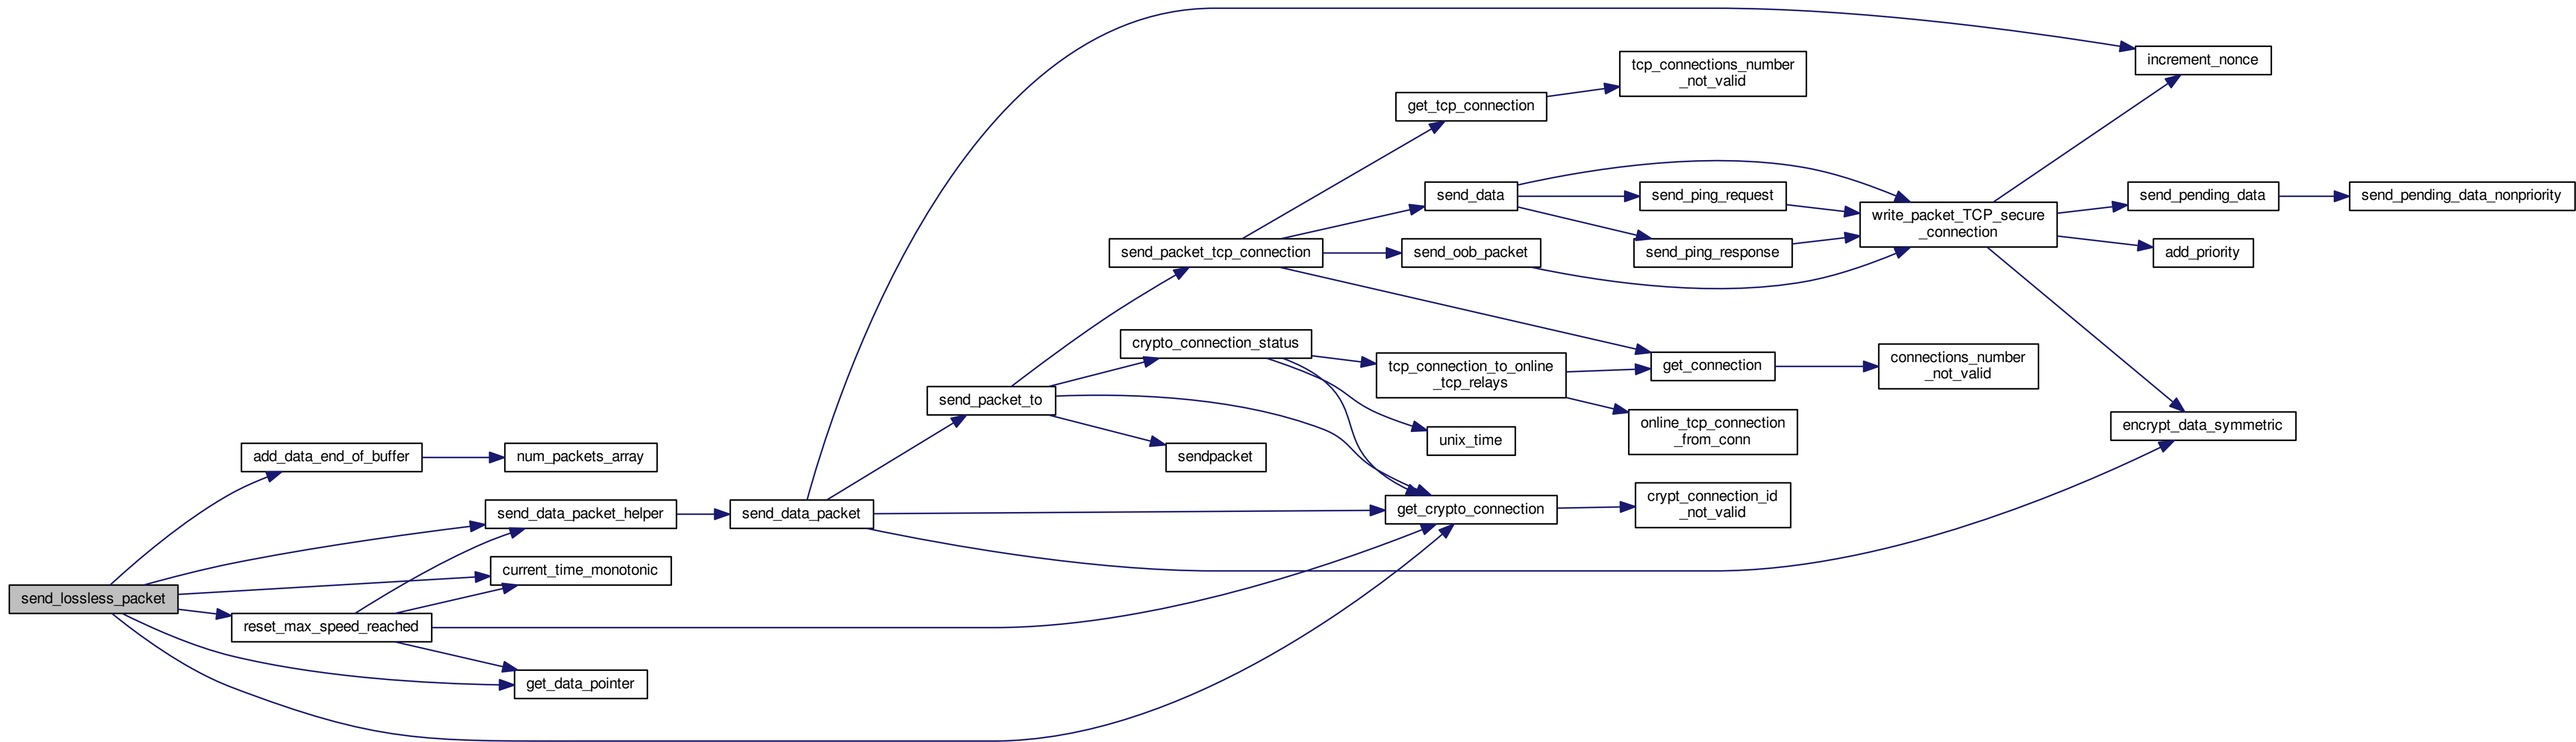 tcp_connections_number
_not_valid
increment_nonce
get_tcp_connection
send_data
send_ping_request
write_packet_TCP_secure
_connection
send_pending_data
send_pending_data_nonpriority
send_packet_tcp_connection
send_oob_packet
send_ping_response
add_priority
crypto_connection_status
tcp_connection_to_online
_tcp_relays
get_connection
connections_number
_not_valid
send_packet_to
online_tcp_connection
_from_conn
encrypt_data_symmetric
unix_time
add_data_end_of_buffer
num_packets_array
sendpacket
send_data_packet_helper
send_data_packet
get_crypto_connection
crypt_connection_id
_not_valid
current_time_monotonic
send_lossless_packet
reset_max_speed_reached
get_data_pointer